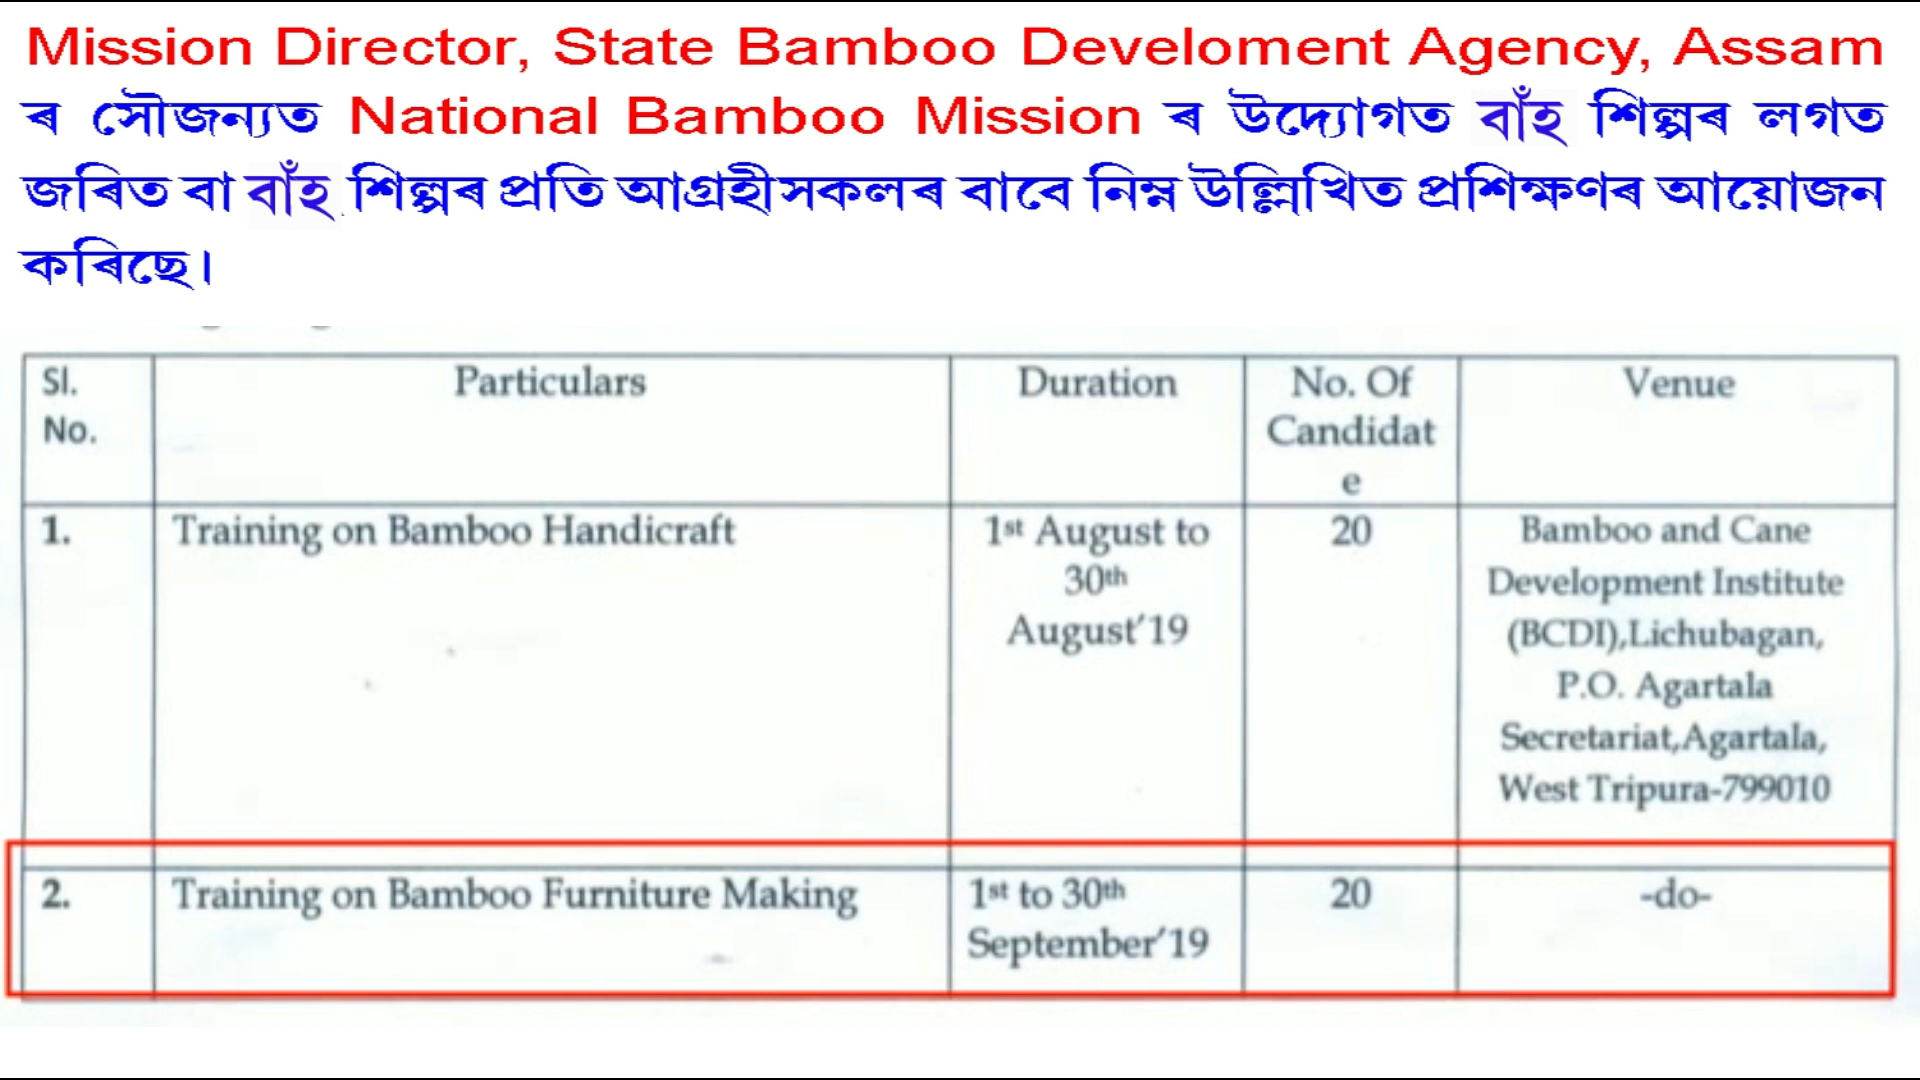 Mission Director, State Bamboo Develoment Agency, Assam
ৰ সৌজন্যত National Bamboo Mission ৰ উদ্যোগত বাঁহ শিল্পৰ লগত
জৰিত বা বাঁহ শিল্পৰ প্ৰতি আগ্ৰহীসকলৰ বাবে নিম্ন উল্লিখিত প্ৰশিক্ষণৰ আয়োজন
কৰিছে।
Sl. No.
Particulars
Duration
No. Of
Candidat
e
Venue
1.
Training on Bamboo Handicraft
1st August to
30th
August'19
20
Bamboo and Cane
Development Institute
(BCDI),Lichubagan,
P.O. Agartala
Secretariat,Agartala,
West Tripura-799010
2.
Training on Bamboo Furniture Making
1st to 30th
September'19
20
-do-